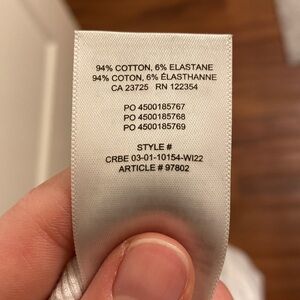 94% COTTON, 6% ELASTANE
94% COTON, 6% ÉLASTHANNE
CA 23725 RN 122354
PO 4500185767
PO 4500185768
PO 4500185769
STYLE #
CRBE 03-01-10154-WI22
ARTICLE # 97802